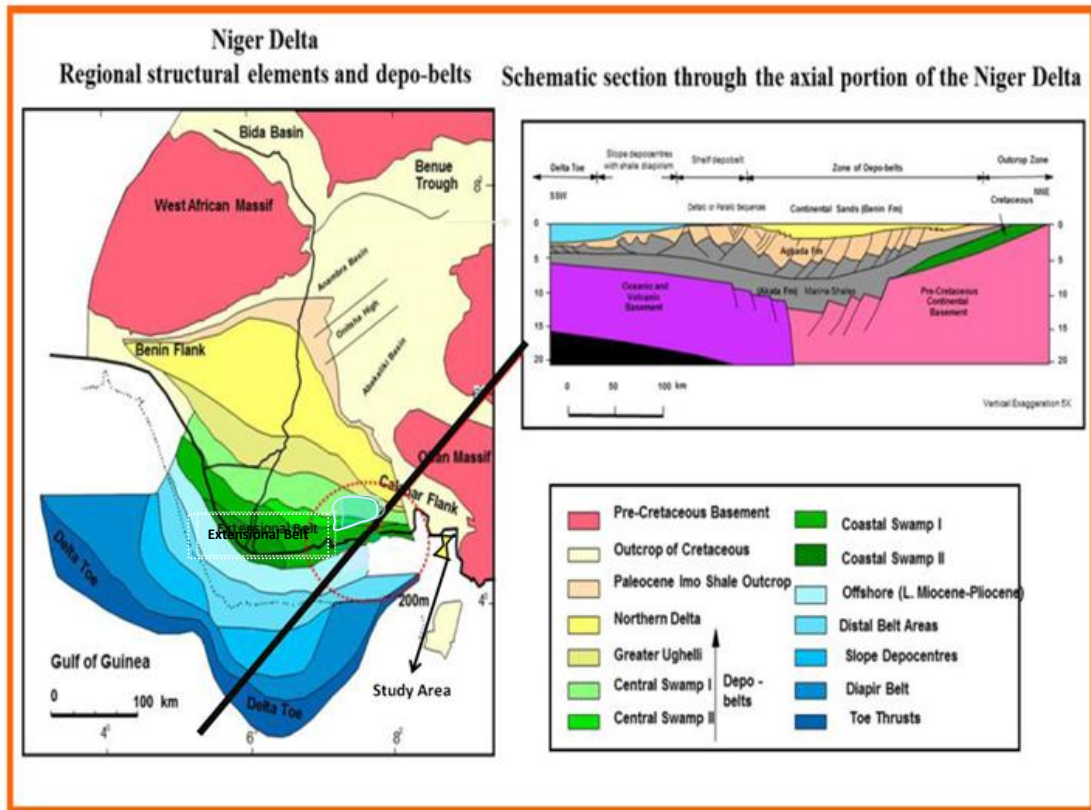 Niger Delta
Regional structural elements and depo-belts
Bida Basin
Benue
Trough
8°
West African Massif
Anambra Basin
Onitsha High
Abakaliki Basin
Benin Flank
Oban Massif
Calabar Flank
Extensional Belt
Extensional Belt
Delta Toe
200m
4°
Gulf of Guinea
0
100 km
Study Area
Delta Toe
4°
6°
8°
Schematic section through the axial portion of the Niger Delta
Delta Toe
Slope depocentres
with shale diapirism
Shelf depobelt
Zone of Depo-belts
Outcrop Zone
SSW
NNE
Cretaceous
Continental Sands (Benin Fm)
0
5
10
15
20
Agbada Fm
(Akata Fm)
Marine Shales
Oceanic and
Volcanic
Basement
Pre-Cretaceous
Continental
Basement
0
5
10
15
20
0
50
100 km
Vertical Exaggeration 5X
Pre-Cretaceous Basement
Outcrop of Cretaceous
Paleocene Imo Shale Outcrop
Northern Delta
Greater Ughelli
Central Swamp I
Central Swamp II
Depo -
belts
Coastal Swamp I
Coastal Swamp II
Offshore (L. Miocene-Pliocene)
Distal Belt Areas
Slope Depocentres
Diapir Belt
Toe Thrusts